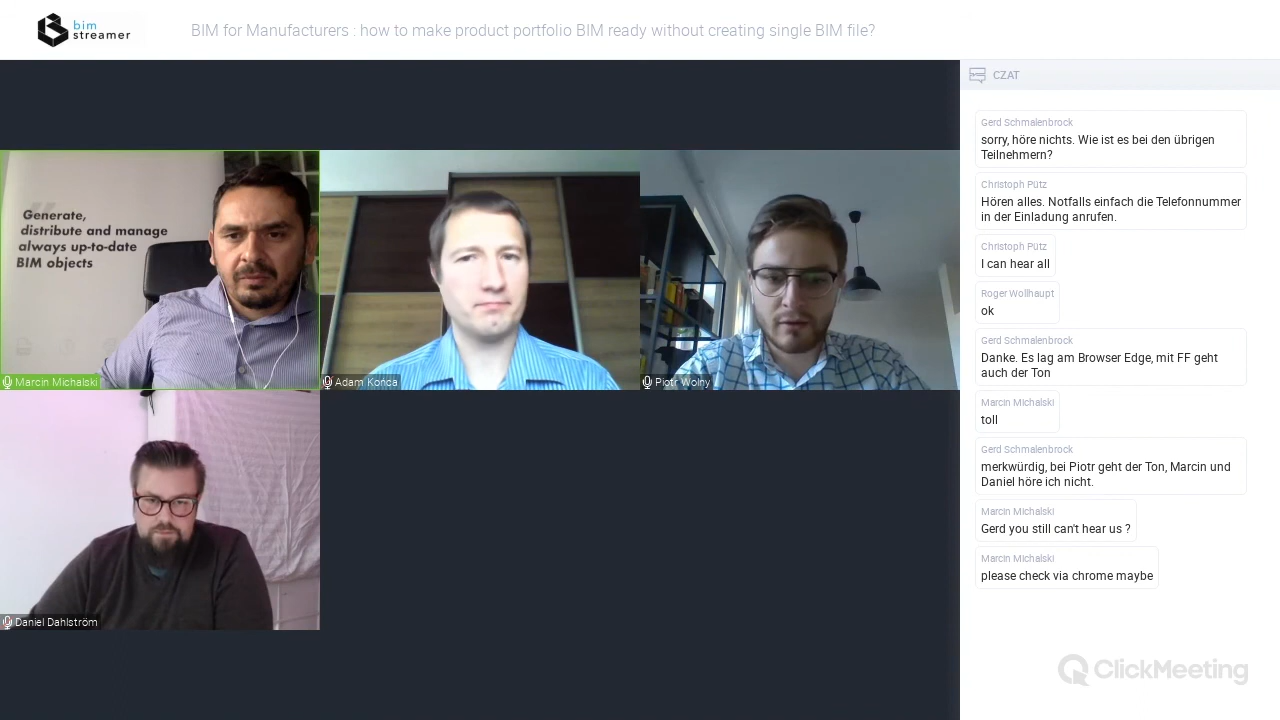 bim
streamer
BIM for Manufacturers : how to make product portfolio BIM ready without creating single BIM file?
Generate,
distribute and manage
always up-to-date
BIM objects
Marcin Michalski
Adam Końca
Piotr Wolny
Daniel Dahlström
CZAT
Gerd Schmalenbrock
sorry, höre nichts. Wie ist es bei den übrigen
Teilnehmern?
Christoph Pütz
Hören alles. Notfalls einfach die Telefonnummer
in der Einladung anrufen.
Christoph Pütz
I can hear all
Roger Wollhaupt
ok
Gerd Schmalenbrock
Danke. Es lag am Browser Edge, mit FF geht
auch der Ton
Marcin Michalski
toll
Gerd Schmalenbrock
merkwürdig, bei Piotr geht der Ton, Marcin und
Daniel höre ich nicht.
Marcin Michalski
Gerd you still can't hear us ?
Marcin Michalski
please check via chrome maybe
ClickMeeting